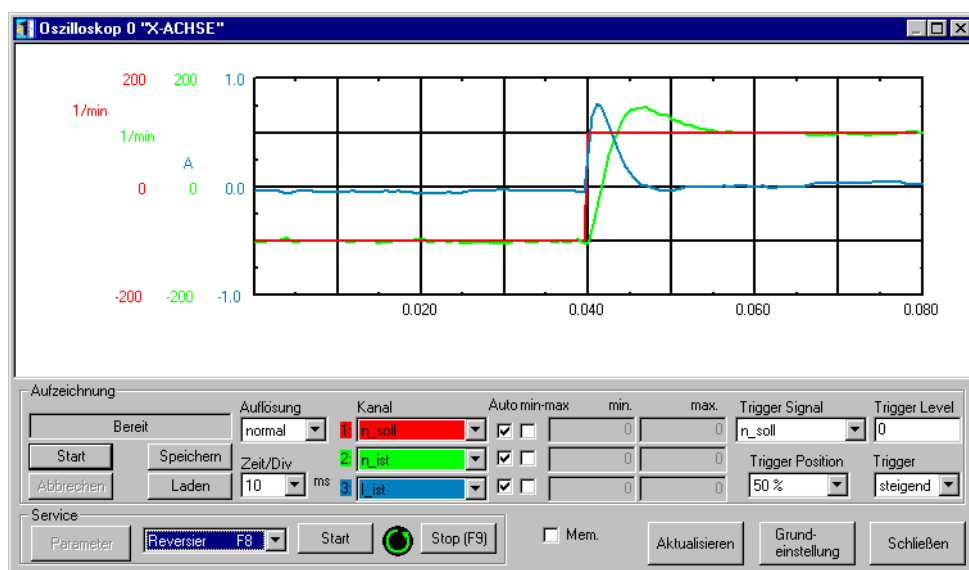 Oszilloskop 0 "X-ACHSE"
200 200 1.0
1/min
1/min
A
0 0 0.0
-200 -200 -1.0
0.020 0.040 0.060 0.080
Aufzeichnung
Bereit
Start Speichern
Abbrechen Laden
Auflösung
normal
Zeit/Div
10 ms
Kanal Auto min-max min. max.
1: n_soll 0 0
2: n_ist 0 0
3: I_ist 0 0
Trigger Signal Trigger Level
n_soll 0
Trigger Position Trigger
50 % steigend
Service
Parameter Reversier F8 Start Stop (F9)
Mem.
Aktualisieren
Grund-
einstellung
Schließen